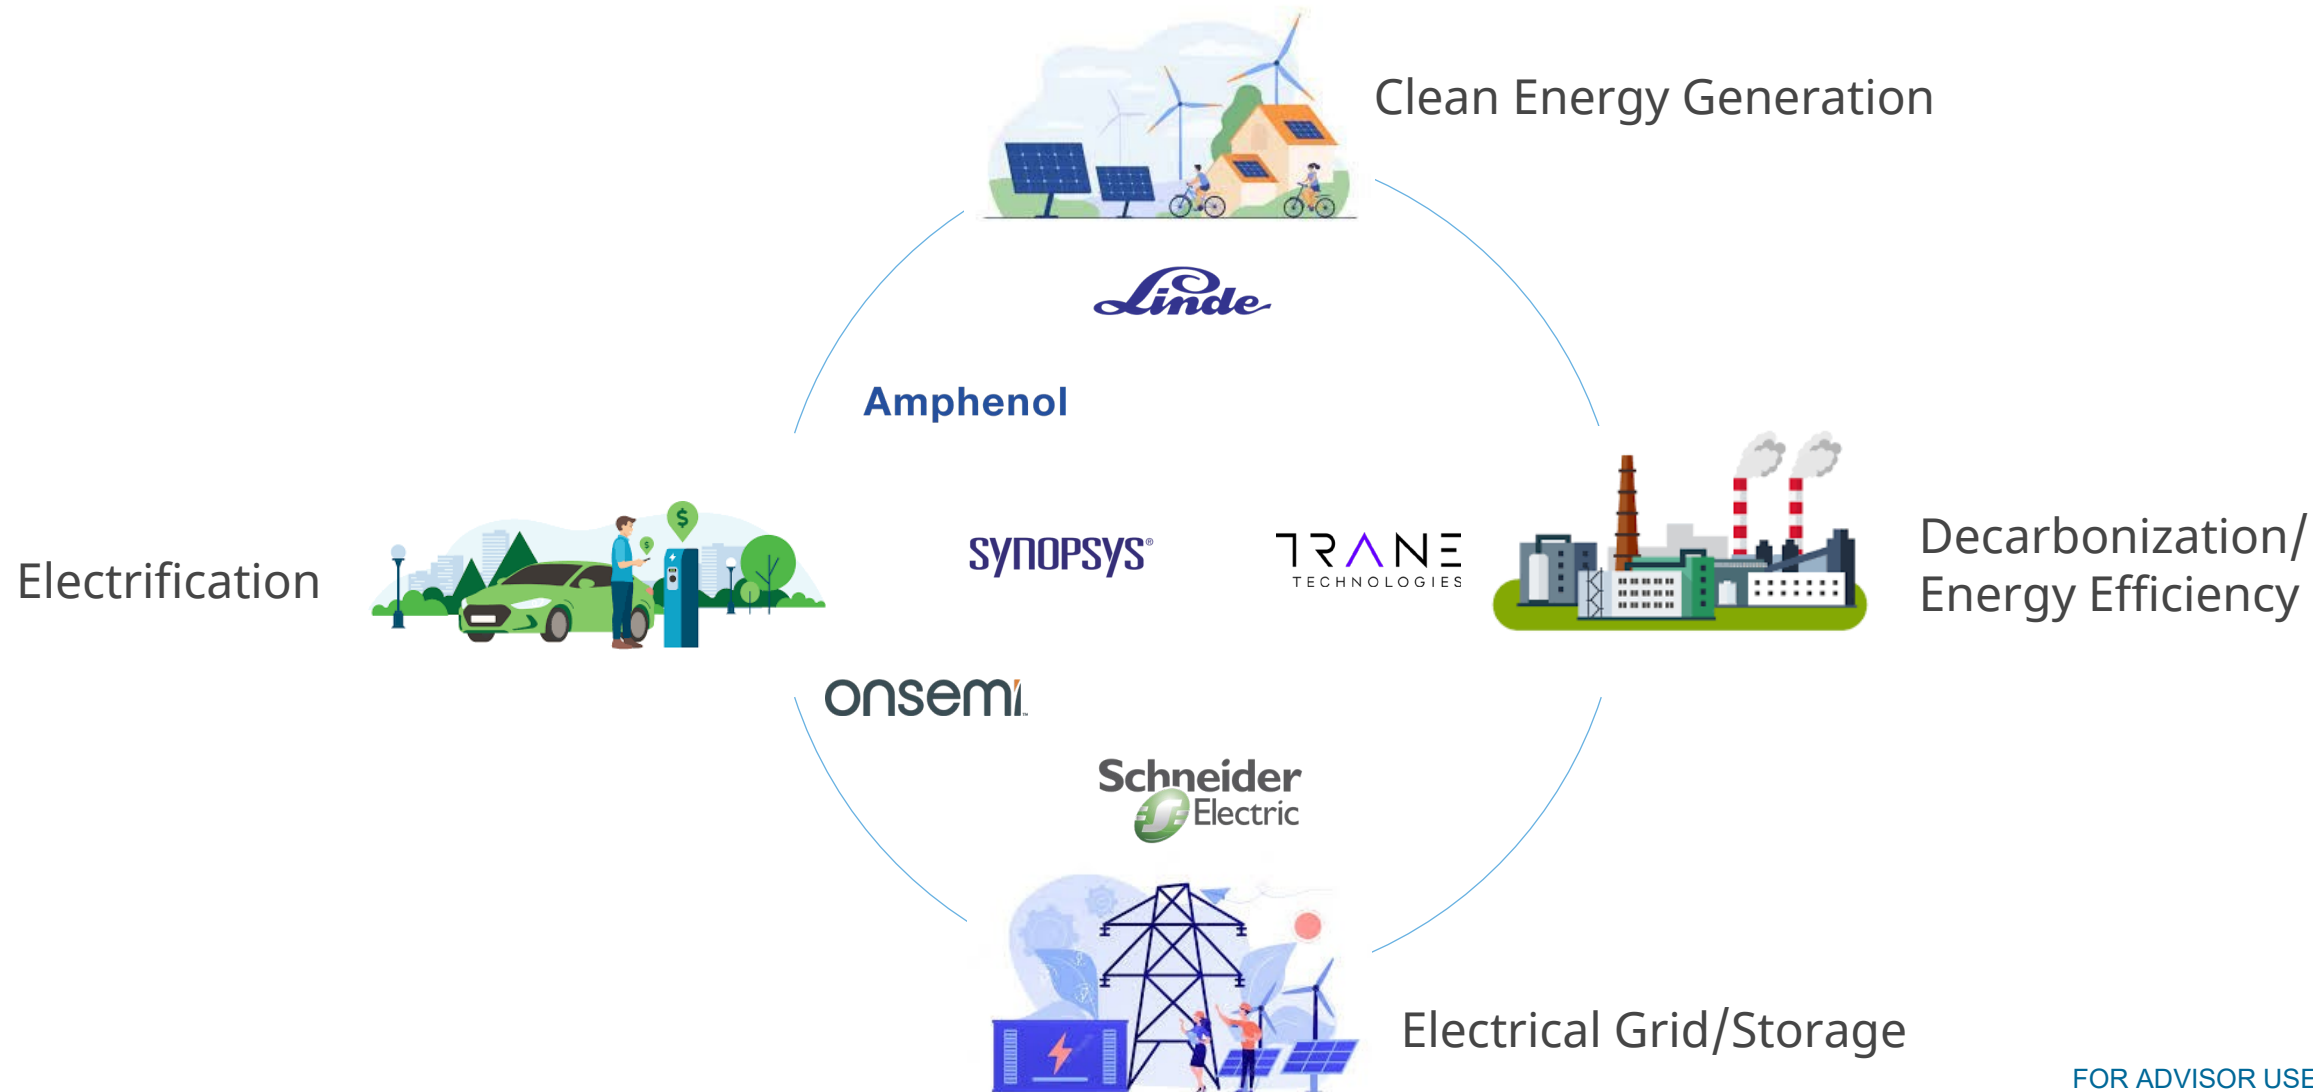 Clean Energy Generation
Linde
Amphenol
Electrification
SYNOPSYS®
TRANE
TECHNOLOGIES
Decarbonization/
Energy Efficiency
onsemi™
Schneider
Electric
Electrical Grid/Storage
FOR ADVISOR USE